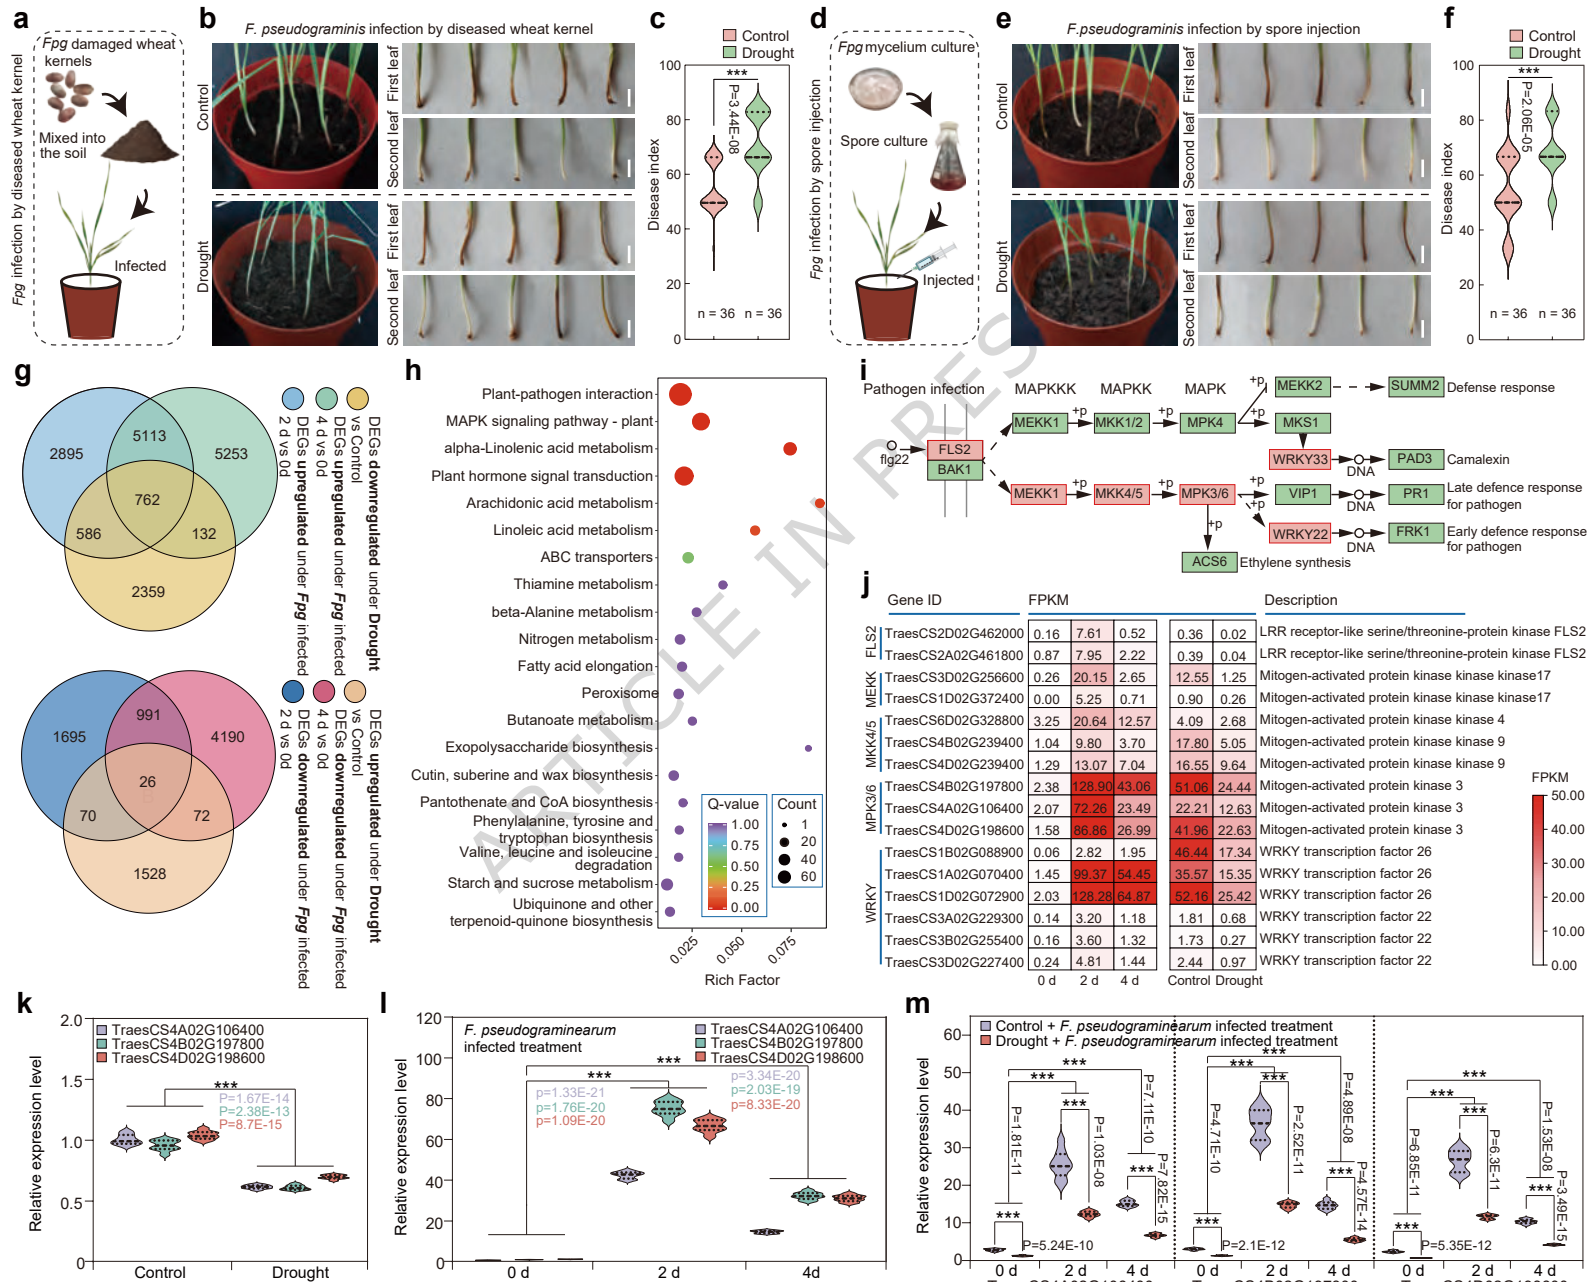 a
Fpg infection by diseased wheat kernel
Fpg damaged wheat
kernels
Mixed into
the soil
Infected
b
F. pseudograminis infection by diseased wheat kernel
Control
Drought
First leaf
Second leaf
First leaf
Second leaf
c
Control
Drought
Disease index
100
80
60
40
20
0
***
P=3.44E-08
n = 36
n = 36
d
Fpg infection by spore injection
Fpg mycelium culture
Spore culture
Injected
e
F.pseudograminis infection by spore injection
Control
Drought
First leaf
Second leaf
First leaf
Second leaf
f
Control
Drought
Disease index
100
80
60
40
20
0
***
P=2.06E-05
n = 36
n = 36
g
2895
5113
5253
762
586
132
2359
DEGs upregulated under Fpg infected
2 d vs 0d
DEGs upregulated under Fpg infected
4 d vs 0d
DEGs downregulated under Drought
vs Control
1695
991
4190
26
70
72
1528
DEGs downregulated under Fpg infected
2 d vs 0d
DEGs downregulated under Fpg infected
4 d vs 0d
DEGs upregulated under Drought
vs Control
h
Plant-pathogen interaction
MAPK signaling pathway - plant
alpha-Linolenic acid metabolism
Plant hormone signal transduction
Arachidonic acid metabolism
Linoleic acid metabolism
ABC transporters
Thiamine metabolism
beta-Alanine metabolism
Nitrogen metabolism
Fatty acid elongation
Peroxisome
Butanoate metabolism
Exopolysaccharide biosynthesis
Cutin, suberine and wax biosynthesis
Pantothenate and CoA biosynthesis
Phenylalanine, tyrosine and
tryptophan biosynthesis
Valine, leucine and isoleucine
degradation
Starch and sucrose metabolism
Ubiquinone and other
terpenoid-quinone biosynthesis
Q-value
1.00
0.75
0.50
0.25
0.00
Count
1
20
40
60
0.025
0.050
0.075
Rich Factor
ARTICLE IN PRESS
i
Pathogen infection
MAPKKK
MAPKK
MAPK
flg22
FLS2
BAK1
MEKK1
+p
MKK1/2
+p
MPK4
+p
MEKK2
SUMM2
Defense response
+p
MKS1
WRKY33
DNA
PAD3
Camalexin
MEKK1
+p
MKK4/5
+p
MPK3/6
+p
VIP1
DNA
PR1
Late defence response
for pathogen
+p
WRKY22
DNA
FRK1
Early defence response
for pathogen
+p
ACS6
Ethylene synthesis
j
Gene ID
FPKM
Description
FLS2
MEKK
MKK4/5
MPK3/6
WRKY
TraesCS2D02G462000 0.16 7.61 0.52 0.36 0.02 LRR receptor-like serine/threonine-protein kinase FLS2
TraesCS2A02G461800 0.87 7.95 2.22 0.39 0.04 LRR receptor-like serine/threonine-protein kinase FLS2
TraesCS3D02G256600 0.26 20.15 2.65 12.55 1.25 Mitogen-activated protein kinase kinase kinase17
TraesCS1D02G372400 0.00 5.25 0.71 0.90 0.26 Mitogen-activated protein kinase kinase kinase17
TraesCS6D02G328800 3.25 20.64 12.57 4.09 2.68 Mitogen-activated protein kinase kinase 4
TraesCS4B02G239400 1.04 9.80 3.70 17.80 5.05 Mitogen-activated protein kinase kinase 9
TraesCS4D02G239400 1.29 13.07 7.04 16.55 9.64 Mitogen-activated protein kinase kinase 9
TraesCS4B02G197800 2.38 128.90 43.06 51.06 24.44 Mitogen-activated protein kinase 3
TraesCS4A02G106400 2.07 72.26 23.49 22.21 12.63 Mitogen-activated protein kinase 3
TraesCS4D02G198600 1.58 86.86 26.99 41.96 22.63 Mitogen-activated protein kinase 3
TraesCS1B02G088900 0.06 2.82 1.95 46.44 17.34 WRKY transcription factor 26
TraesCS1A02G070400 1.45 99.37 54.45 35.57 15.35 WRKY transcription factor 26
TraesCS1D02G072900 2.03 128.28 64.87 52.16 25.42 WRKY transcription factor 26
TraesCS3A02G229300 0.14 3.20 1.18 1.81 0.68 WRKY transcription factor 22
TraesCS3B02G255400 0.16 3.60 1.32 1.73 0.27 WRKY transcription factor 22
TraesCS3D02G227400 0.24 4.81 1.44 2.44 0.97 WRKY transcription factor 22
0 d 2 d 4 d Control Drought
FPKM
50.00
40.00
30.00
20.00
10.00
0.00
k
Relative expression level
2.0
1.5
1.0
0.5
0
TraesCS4A02G106400
TraesCS4B02G197800
TraesCS4D02G198600
***
P=1.67E-14
P=2.38E-13
P=8.7E-15
Control
Drought
l
Relative expression level
120
100
80
60
40
20
0
F. pseudograminearum
infected treatment
TraesCS4A02G106400
TraesCS4B02G197800
TraesCS4D02G198600
***
***
p=1.33E-21
p=1.76E-20
p=1.09E-20
p=3.34E-20
p=2.03E-19
p=8.33E-20
0 d
2 d
4d
m
Relative expression level
60
50
40
30
20
10
0
Control + F. pseudograminearum infected treatment
Drought + F. pseudograminearum infected treatment
***
***
***
***
***
P=1.81E-11
P=1.03E-08
P=7.11E-10
P=7.82E-15
P=5.24E-10
***
***
***
***
***
P=4.71E-10
P=2.52E-11
P=4.89E-08
P=4.57E-14
P=2.1E-12
***
***
***
***
***
P=6.85E-11
P=6.3E-11
P=1.53E-08
P=3.49E-15
P=5.35E-12
0 d 2 d 4 d
0 d 2 d 4 d
0 d 2 d 4 d